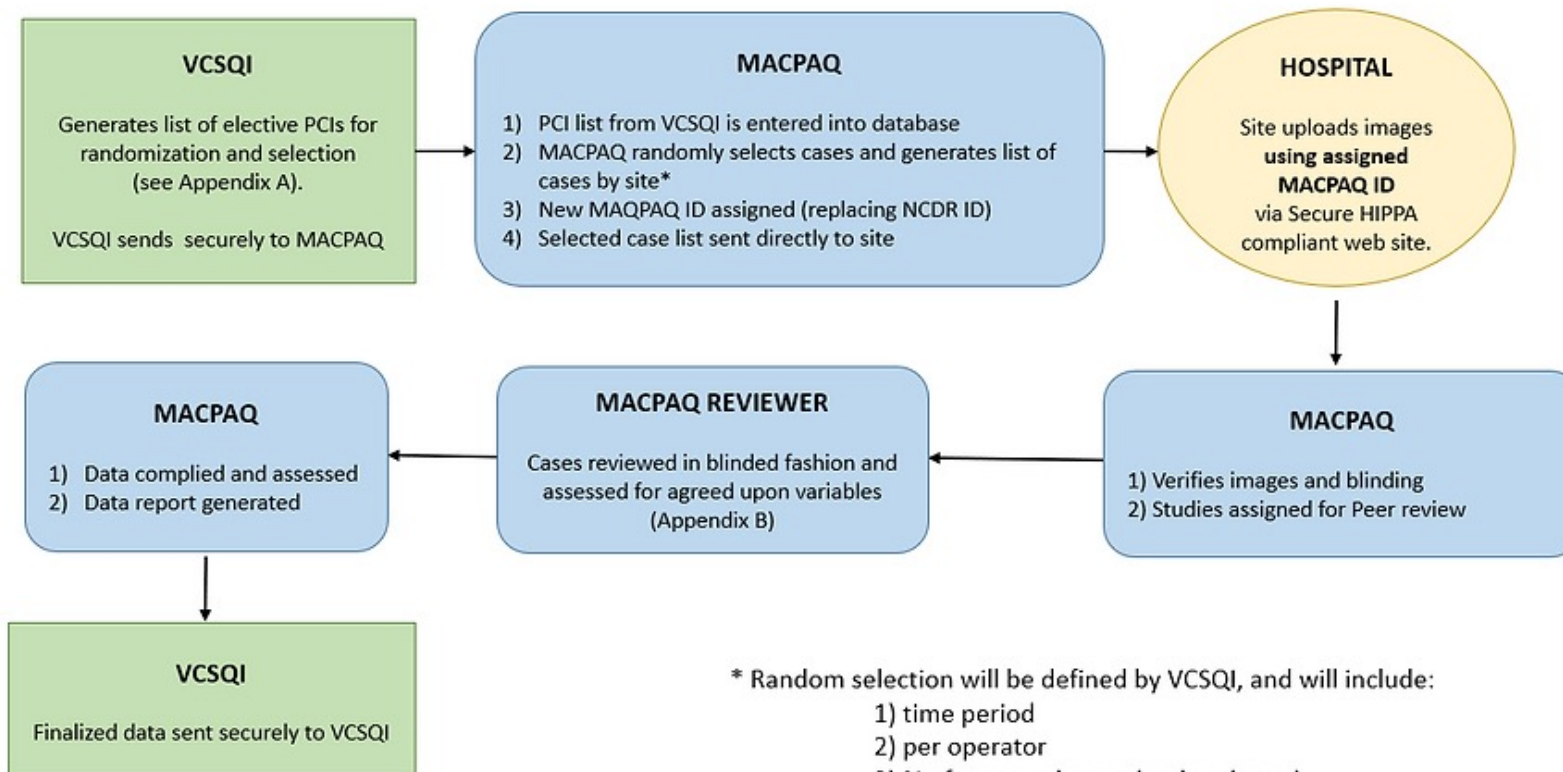 VCSQI
Generates list of elective PCIs for
randomization and selection
(see Appendix A).
VCSQI sends securely to MACPAQ
MACPAQ
1) PCI list from VCSQI is entered into database
2) MACPAQ randomly selects cases and generates list of
cases by site*
3) New MAQPAQ ID assigned (replacing NCDR ID)
4) Selected case list sent directly to site
HOSPITAL
Site uploads images
using assigned
MACPAQ ID
via Secure HIPPA
compliant web site.
MACPAQ
1) Verifies images and blinding
2) Studies assigned for Peer review
MACPAQ REVIEWER
Cases reviewed in blinded fashion and
assessed for agreed upon variables
(Appendix B)
MACPAQ
1) Data complied and assessed
2) Data report generated
VCSQI
Finalized data sent securely to VCSQI
* Random selection will be defined by VCSQI, and will include:
1) time period
2) per operator